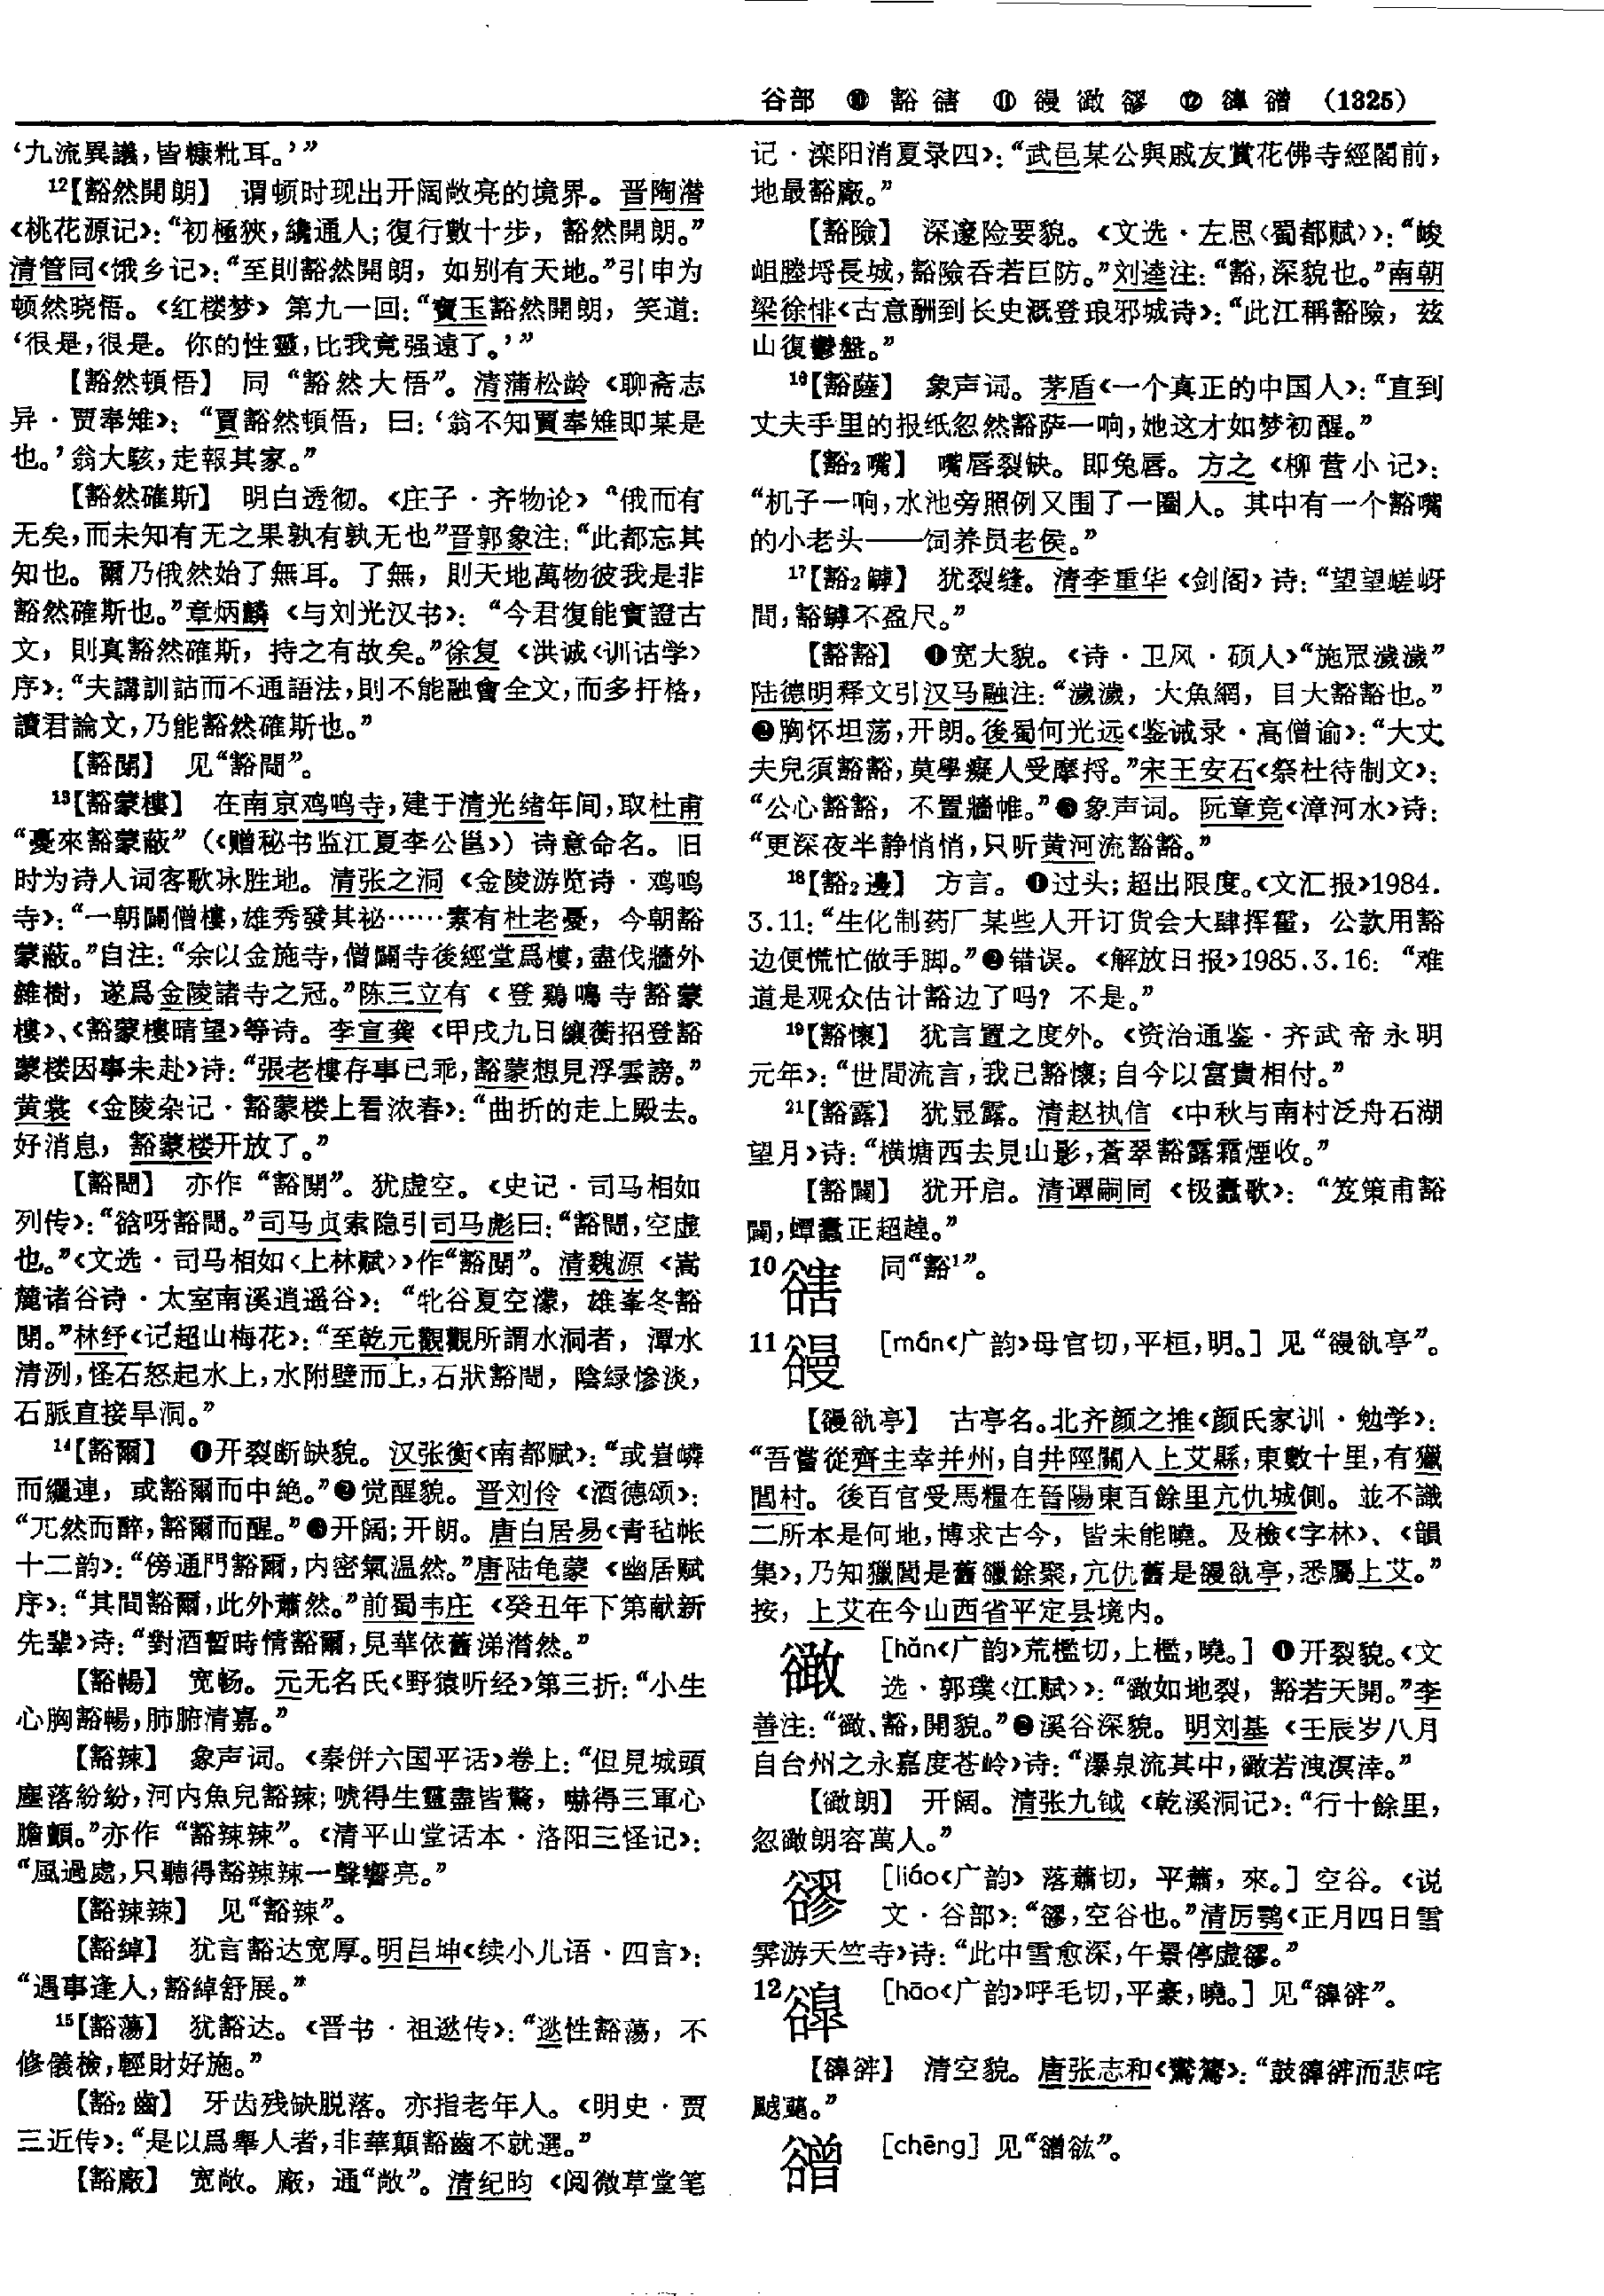 谷部 ⑩ 豁 𧯆 ⑪ 谩 豃 豂 ⑫ 𧯌 𧯈 (1325)
‘九流異議，皆糠粃耳。’”
12【豁然開朗】 谓顿时现出开阔敞亮的境界。晋陶潜
《桃花源记》：“初極狹，纔通人；復行數十步，豁然開朗。”
清管同《饿乡记》：“至則豁然開朗，如别有天地。”引申为
顿然晓悟。《红楼梦》第九一回：“寶玉豁然開朗，笑道：
‘很是，很是。你的性靈，比我竟强遠了。’”
【豁然頓悟】 同“豁然大悟”。清蒲松龄《聊斋志
异·贾奉雉》：“賈豁然頓悟，曰：‘翁不知賈奉雉即某是
也。’翁大駭，走報其家。”
【豁然確斯】 明白透彻。《庄子·齐物论》“俄而有
无矣，而未知有无之果孰有孰无也”晋郭象注：“此都忘其
知也。爾乃俄然始了無耳。了無，則天地萬物彼我是非
豁然確斯也。”章炳麟《与刘光汉书》：“今君復能實證古
文，則真豁然確斯，持之有故矣。”徐复《洪诚〈训诂学〉
序》：“夫講訓詁而不通語法，則不能融會全文，而多扞格，
讀君論文，乃能豁然確斯也。”
【豁閕】 见“豁閜”。
13【豁蒙樓】 在南京鸡鸣寺，建于清光绪年间，取杜甫
“憂來豁蒙蔽”（《赠秘书监江夏李公邕》）诗意命名。旧
时为诗人词客歌咏胜地。清张之洞《金陵游览诗·鸡鸣
寺》：“一朝闢僧樓，雄秀發其祕……素有杜老憂，今朝豁
蒙蔽。”自注：“余以金施寺，僧闢寺後經堂爲樓，盡伐牆外
雜樹，遂爲金陵諸寺之冠。”陈三立有《登鷄鳴寺豁蒙
樓》、《豁蒙樓晴望》等诗。李宣龚《甲戌九日纕蘅招登豁
蒙楼因事未赴》诗：“張老樓存事已乖，豁蒙想見浮雲謗。”
黄裳《金陵杂记·豁蒙楼上看浓春》：“曲折的走上殿去。
好消息，豁蒙楼开放了。”
【豁閜】 亦作“豁閕”。犹虚空。《史记·司马相如
列传》：“谽呀豁閜。”司马贞索隐引司马彪曰：“豁閜，空虚
也。”《文选·司马相如〈上林赋〉》作“豁閕”。清魏源《嵩
麓诸谷诗·太室南溪逍遥谷》：“牝谷夏空濛，雄峯冬豁
閕。”林纾《记超山梅花》：“至乾元觀觀所謂水洞者，潭水
清冽，怪石怒起水上，水附壁而上，石狀豁閜，陰緑慘淡，
石脈直接旱洞。”
14【豁爾】 ❶开裂断缺貌。汉张衡《南都赋》：“或岧嶙
而纚連，或豁爾而中絶。”❷觉醒貌。晋刘伶《酒德颂》：
“兀然而醉，豁爾而醒。”❸开阔；开朗。唐白居易《青毡帐
十二韵》：“傍通門豁爾，内密氣温然。”唐陆龟蒙《幽居赋
序》：“其間豁爾，此外蕭然。”前蜀韦庄《癸丑年下第献新
先辈》诗：“對酒暫時情豁爾，見華依舊涕潸然。”
【豁暢】 宽畅。元无名氏《野猿听经》第三折：“小生
心胸豁暢，肺腑清嘉。”
【豁辣】 象声词。《秦併六国平话》卷上：“但見城頭
塵落紛紛，河内魚兒豁辣；唬得生靈盡皆驚，嚇得三軍心
膽顫。”亦作“豁辣辣”。《清平山堂话本·洛阳三怪记》：
“風過處，只聽得豁辣辣一聲響亮。”
【豁辣辣】 见“豁辣”。
【豁綽】 犹言豁达宽厚。明吕坤《续小儿语·四言》：
“遇事逢人，豁綽舒展。”
15【豁蕩】 犹豁达。《晋书·祖逖传》：“逖性豁蕩，不
修儀檢，輕財好施。”
【豁2齒】 牙齿残缺脱落。亦指老年人。《明史·贾
三近传》：“是以爲舉人者，非華顛豁齒不就選。”
【豁廠】 宽敞。廠，通“敞”。清纪昀《阅微草堂笔
记·滦阳消夏录四》：“武邑某公與戚友賞花佛寺經閣前，
地最豁廠。”
【豁險】 深邃险要貌。《文选·左思〈蜀都赋〉》：“峻
岨塍埒長城，豁險吞若巨防。”刘逵注：“豁，深貌也。”南朝
梁徐悱《古意酬到长史溉登琅邪城诗》：“此江稱豁險，兹
山復鬱盤。”
16【豁薩】 象声词。茅盾《一个真正的中国人》：“直到
丈夫手里的报纸忽然豁萨一响，她这才如梦初醒。”
【豁2嘴】 嘴唇裂缺。即兔唇。方之《柳营小记》：
“机子一响，水池旁照例又围了一圈人。其中有一个豁嘴
的小老头——饲养员老侯。”
17【豁2罅】 犹裂缝。清李重华《剑阁》诗：“望望嵯岈
間，豁罅不盈尺。”
【豁豁】 ❶宽大貌。《诗·卫风·硕人》“施罛濊濊”
陆德明释文引汉马融注：“濊濊，大魚網，目大豁豁也。”
❷胸怀坦荡，开朗。後蜀何光远《鉴诫录·高僧谕》：“大丈
夫兒須豁豁，莫學癡人受摩捋。”宋王安石《祭杜待制文》：
“公心豁豁，不置牆帷。”❸象声词。阮章竞《漳河水》诗：
“更深夜半静悄悄，只听黄河流豁豁。”
18【豁2邊】 方言。❶过头；超出限度。《文汇报》1984.
3.11：“生化制药厂某些人开订货会大肆挥霍，公款用豁
边便慌忙做手脚。”❷错误。《解放日报》1985.3.16：“难
道是观众估计豁边了吗？不是。”
19【豁懷】 犹言置之度外。《资治通鉴·齐武帝永明
元年》：“世間流言，我已豁懷；自今以富貴相付。”
21【豁露】 犹显露。清赵执信《中秋与南村泛舟石湖
望月》诗：“横塘西去見山影，蒼翠豁露霜煙收。”
【豁闢】 犹开启。清谭嗣同《极蠹歌》：“笈策甫豁
闢，蟫蠹正超趠。”
10 同“豁1”。
11 [mán《广韵》母官切，平桓，明。] 见“䝢䜲亭”。
【䜱䜲亭】 古亭名。北齐颜之推《颜氏家训·勉学》：
“吾嘗從齊主幸并州，自井陘關入上艾縣，東數十里，有獵
閭村。後百官受馬糧在晉陽東百餘里亢仇城側。並不識
二所本是何地，博求古今，皆未能曉。及檢《字林》、《韻
集》，乃知獵閭是舊䝓餘聚，亢仇舊是䜱䜲亭，悉屬上艾。”
按，上艾在今山西省平定县境内。
豃 [hǎn《广韵》荒檻切，上檻，曉。] ❶开裂貌。《文
选·郭璞〈江赋〉》：“豃如地裂，豁若天開。”李
善注：“豃、豁，開貌。”❷溪谷深貌。明刘基《壬辰岁八月
自台州之永嘉度苍岭》诗：“瀑泉流其中，豃若洩溟涬。”
【豃朗】 开阔。清张九钺《乾溪洞记》：“行十餘里，
忽豃朗容萬人。”
豂 [liáo《广韵》落蕭切，平蕭，來。] 空谷。《说
文·谷部》：“豂，空谷也。”清厉鹗《正月四日雪
霁游天竺寺》诗：“此中雪愈深，午景停虚豂。”
12 [hāo《广韵》呼毛切，平豪，曉。] 见
清空貌。唐张志和《鸑鷟》：“鼓 而悲咤
[chēng] 见